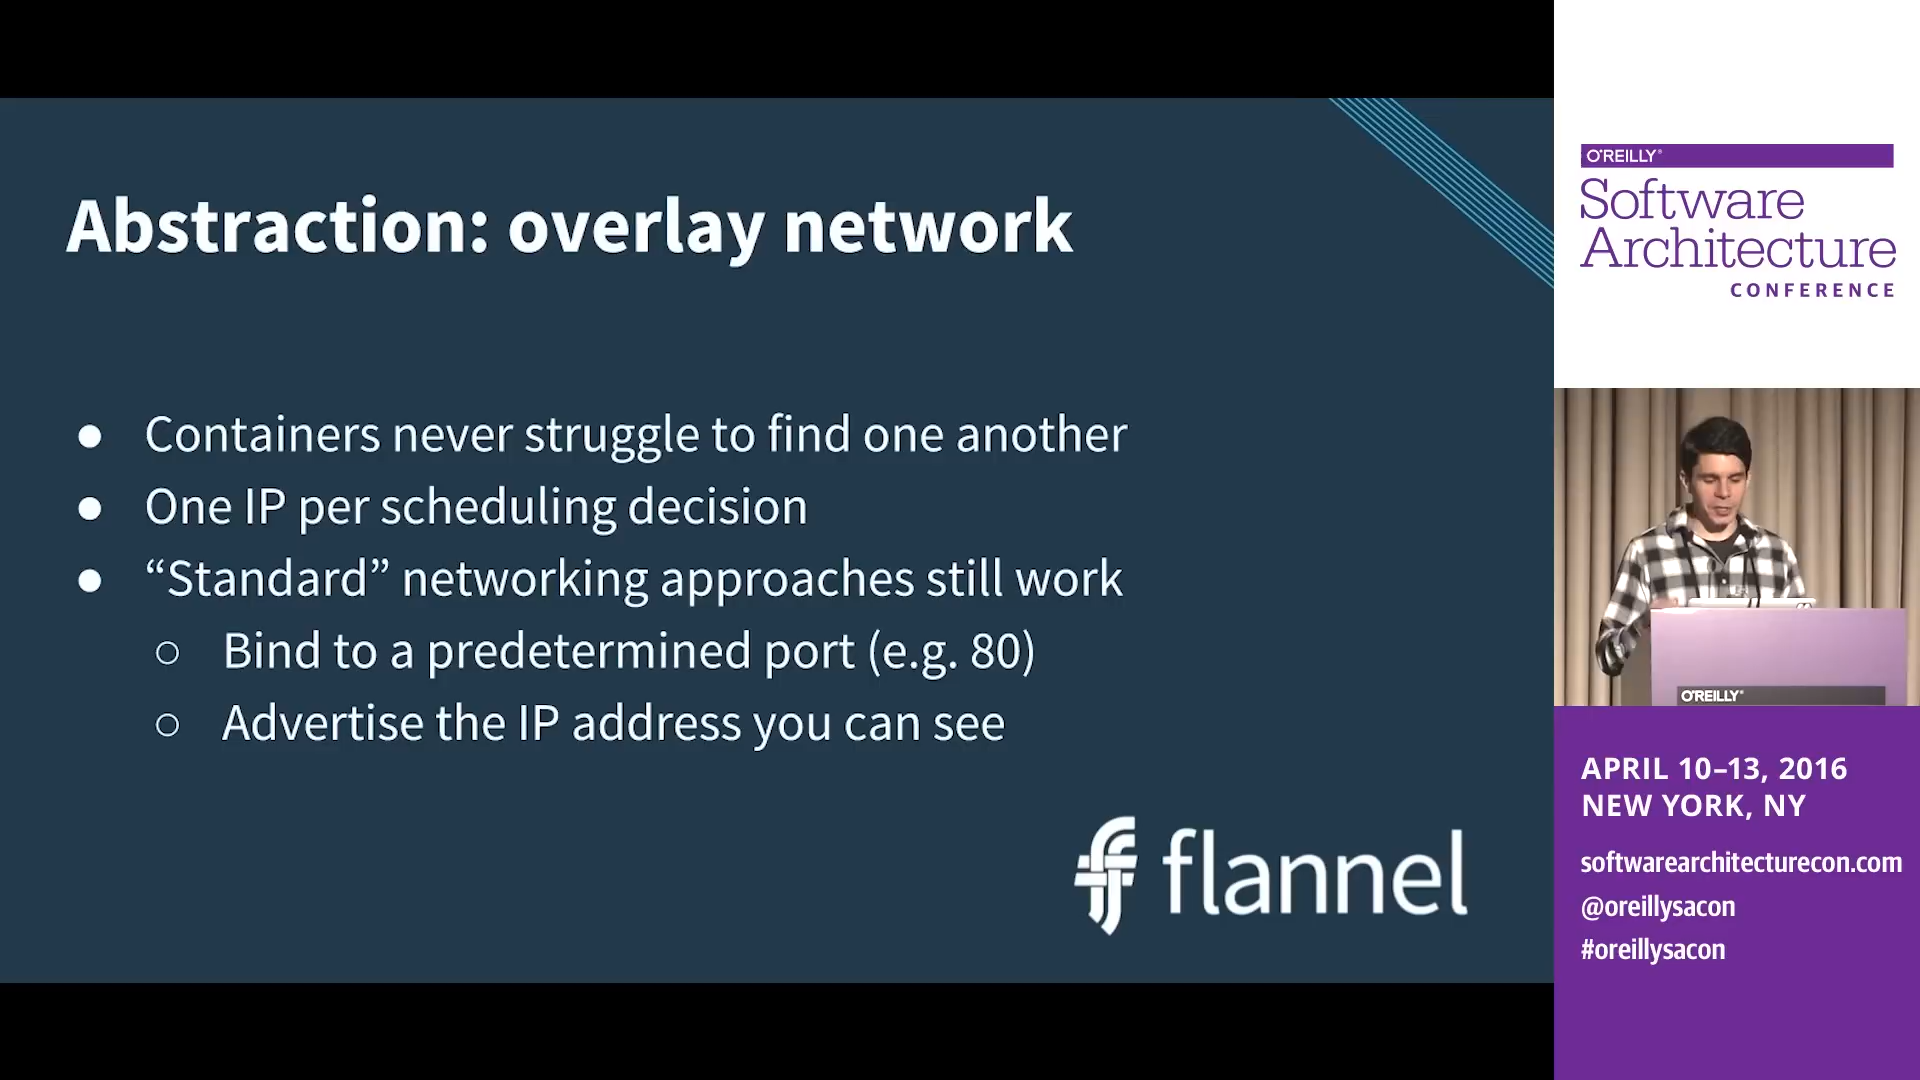 Abstraction: overlay network
● Containers never struggle to find one another
● One IP per scheduling decision
● “Standard” networking approaches still work
○ Bind to a predetermined port (e.g. 80)
○ Advertise the IP address you can see
flannel
O'REILLY®
Software
Architecture
CONFERENCE
O'REILLY®
APRIL 10–13, 2016
NEW YORK, NY
softwarearchitecturecon.com
@oreillysacon
#oreillysacon